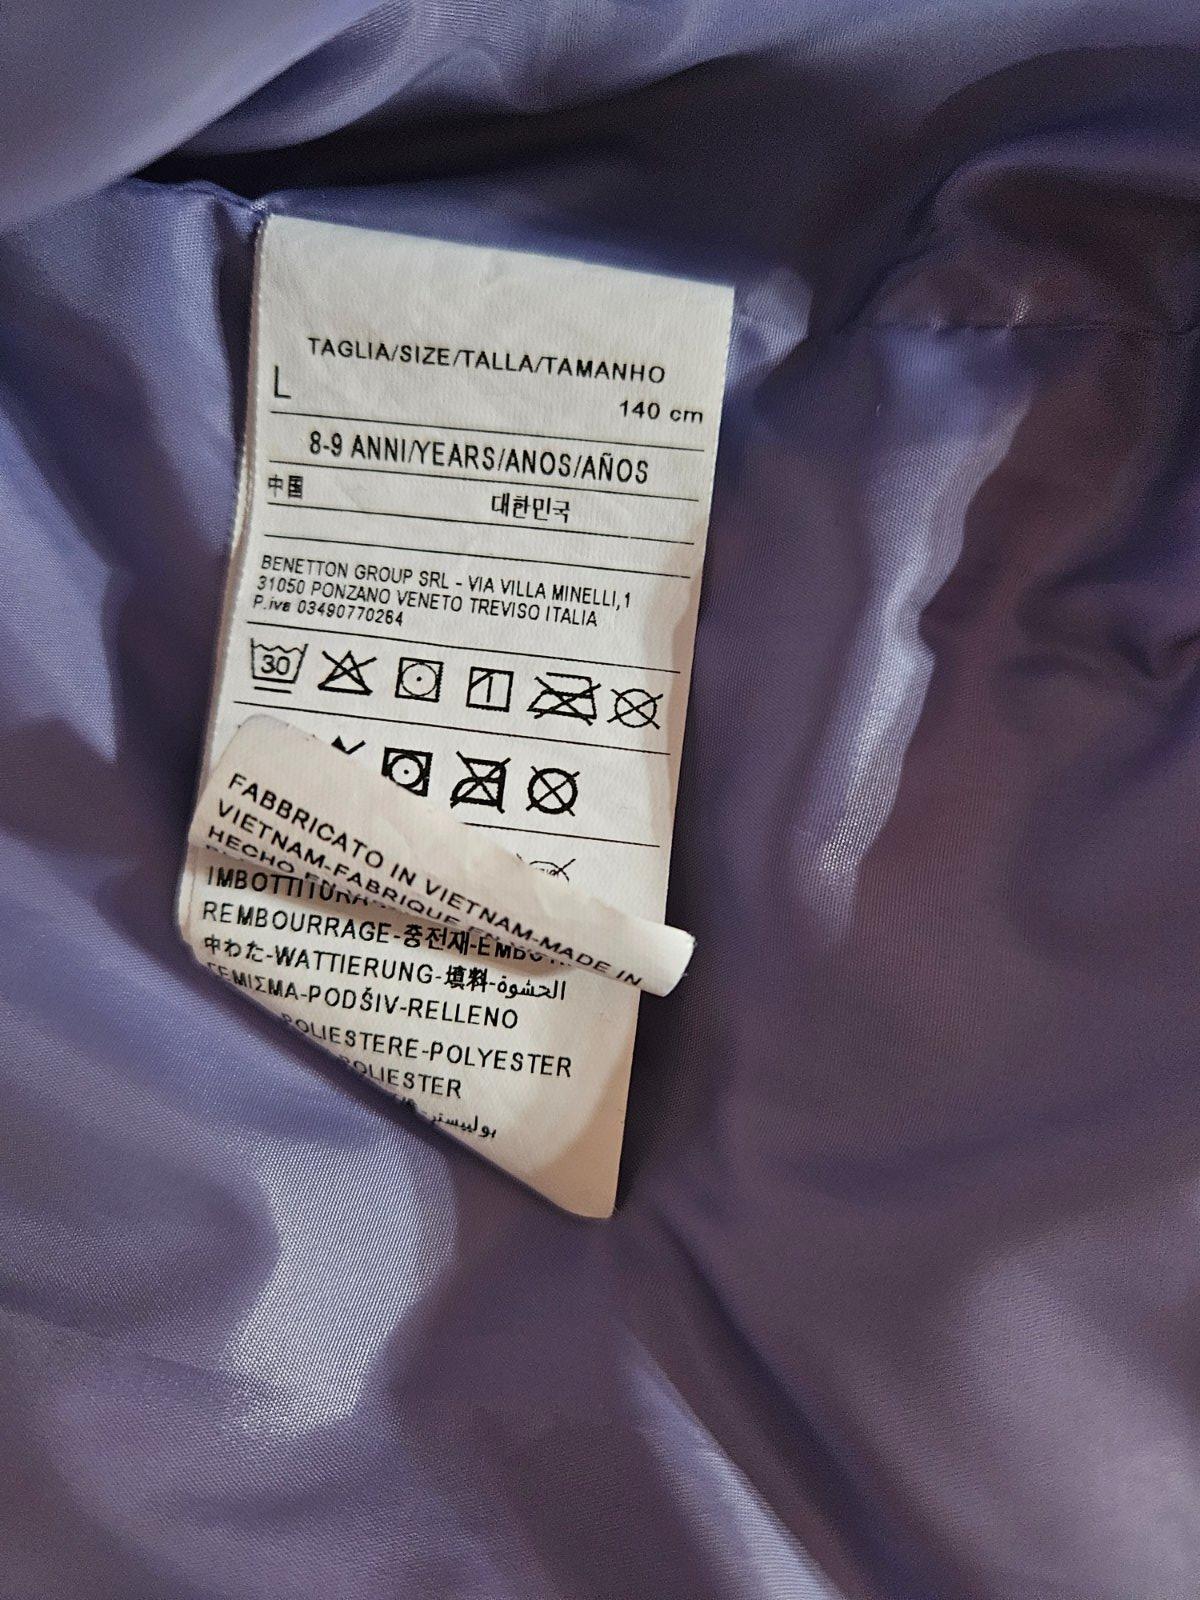 TAGLIA/SIZE/TALLA/TAMANHO
L
140 cm
8-9 ANNI/YEARS/ANOS/AÑOS
中国 대한민국
BENETTON GROUP SRL - VIA VILLA MINELLI,1
31050 PONZANO VENETO TREVISO ITALIA
P.iva 03490770264
30
FABBRICATO IN VIETNAM-MADE IN
VIETNAM-FABRIQUE EN
HECHO EN
IMBOTTITURA
REMBOURRAGE-충전재
中わた-WATTIERUNG-填料-الحشوة
ΓΕΜΙΣΜΑ-PODŠIV-RELLENO
POLIESTERE-POLYESTER
POLIESTER
بوليستر